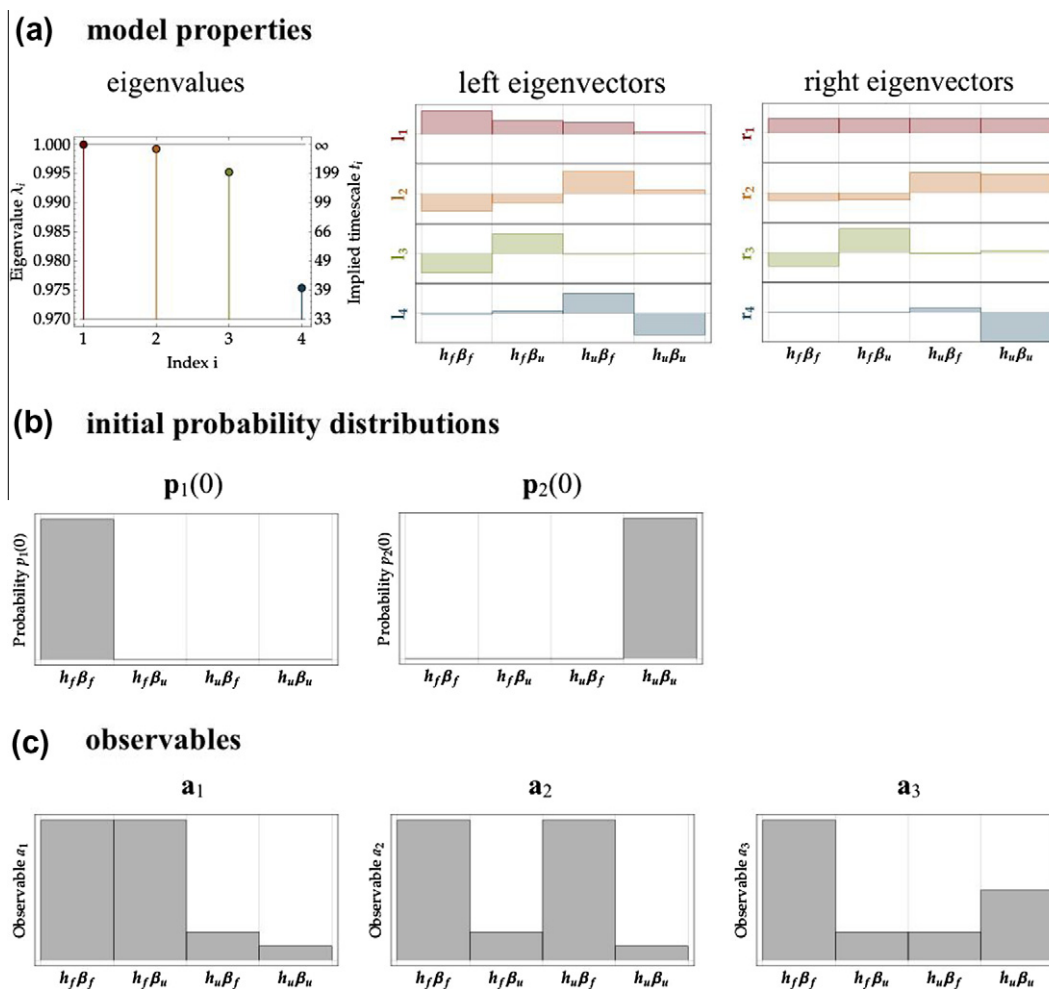 (a) model properties
eigenvalues
left eigenvectors
right eigenvectors
Eigenvalue λi
1.000
0.995
0.990
0.985
0.980
0.975
0.970
1 2 3 4
Index i
∞
199
99
66
49
39
33
Implied timescale ti
l1
l2
l3
l4
hfβf hfβu huβf huβu
r1
r2
r3
r4
hfβf hfβu huβf huβu
(b) initial probability distributions
p1(0)
p2(0)
Probability p1(0)
hfβf hfβu huβf huβu
Probability p2(0)
hfβf hfβu huβf huβu
(c) observables
a1
a2
a3
Observable a1
hfβf hfβu huβf huβu
Observable a2
hfβf hfβu huβf huβu
Observable a3
hfβf hfβu huβf huβu